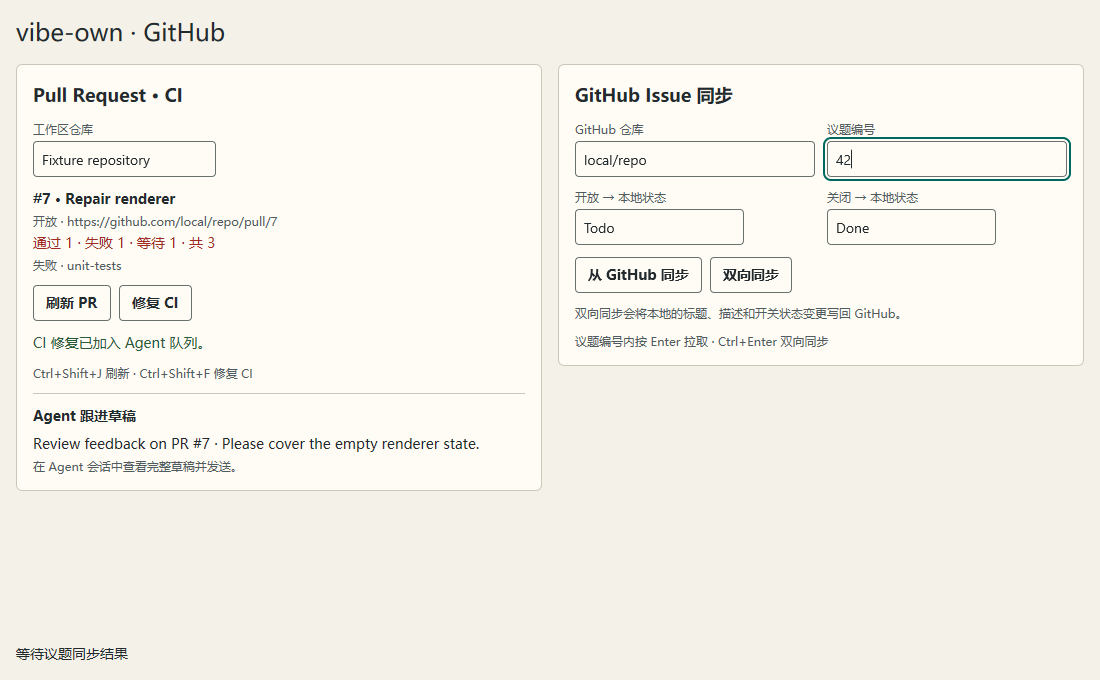 vibe-own · GitHub
Pull Request • CI
工作区仓库
Fixture repository
#7 • Repair renderer
开放 · https://github.com/local/repo/pull/7
通过 1 · 失败 1 · 等待 1 · 共 3
失败 · unit-tests
刷新 PR
修复 CI
CI 修复已加入 Agent 队列。
Ctrl+Shift+J 刷新 · Ctrl+Shift+F 修复 CI
Agent 跟进草稿
Review feedback on PR #7 · Please cover the empty renderer state.
在 Agent 会话中查看完整草稿并发送。
GitHub Issue 同步
GitHub 仓库
议题编号
local/repo
42
开放 → 本地状态
关闭 → 本地状态
Todo
Done
从 GitHub 同步
双向同步
双向同步会将本地的标题、描述和开关状态变更写回 GitHub。
议题编号内按 Enter 拉取 · Ctrl+Enter 双向同步
等待议题同步结果